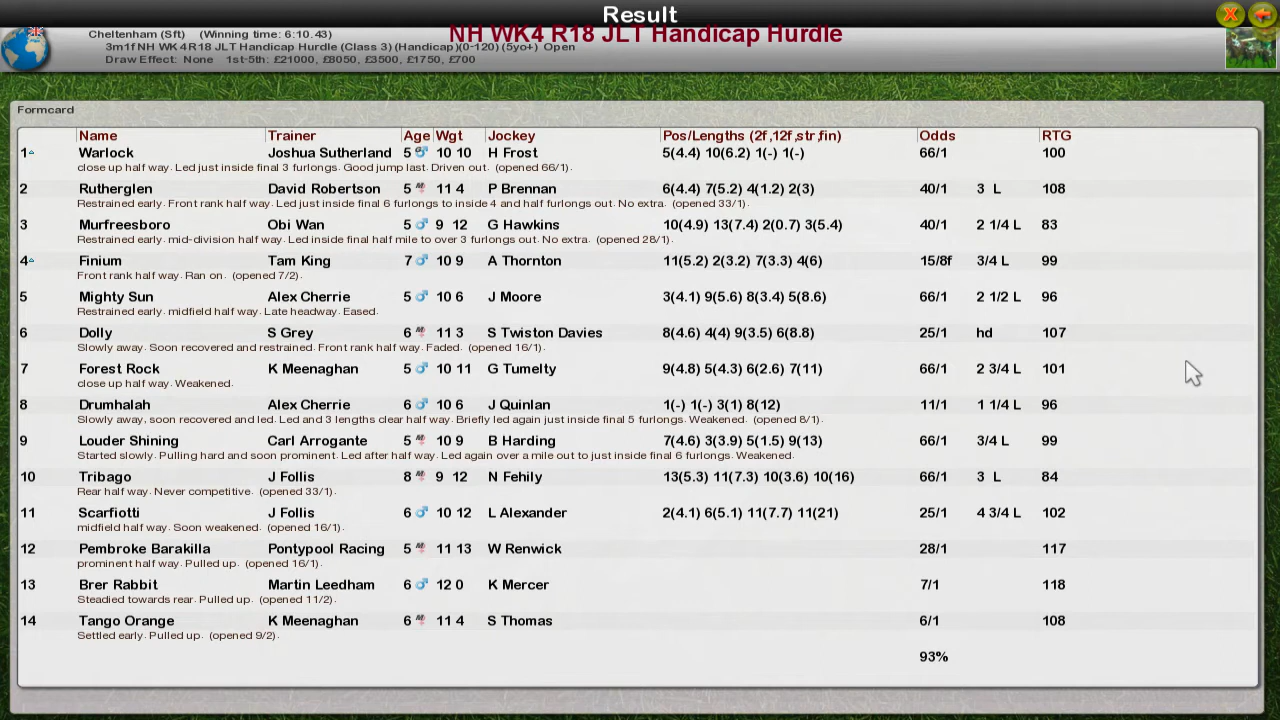 Result
NH WK4 R18 JLT Handicap Hurdle
Cheltenham (Sft) (Winning time: 6:10.43)
3m1f NH WK4 R18 JLT Handicap Hurdle (Class 3) (Handicap)(0-120) (5yo+) Open
Draw Effect: None 1st-5th: £21000, £8050, £3500, £1750, £700
Formcard
Name Trainer Age Wgt Jockey Pos/Lengths (2f,12f,str,fin) Odds RTG
1 Warlock Joshua Sutherland 5 10 10 H Frost 5(4.4) 10(6.2) 1(-) 1(-) 66/1 100
close up half way. Led just inside final 3 furlongs. Good jump last. Driven out. (opened 66/1).
2 Rutherglen David Robertson 5 11 4 P Brennan 6(4.4) 7(5.2) 4(1.2) 2(3) 40/1 3 L 108
Restrained early. Front rank half way. Led just inside final 6 furlongs to inside 4 and half furlongs out. No extra. (opened 33/1).
3 Murfreesboro Obi Wan 5 9 12 G Hawkins 10(4.9) 13(7.4) 2(0.7) 3(5.4) 40/1 2 1/4 L 83
Restrained early. mid-division half way. Led inside final half mile to over 3 furlongs out. No extra. (opened 28/1).
4 Finium Tam King 7 10 9 A Thornton 11(5.2) 2(3.2) 7(3.3) 4(6) 15/8f 3/4 L 99
Front rank half way. Ran on. (opened 7/2).
5 Mighty Sun Alex Cherrie 5 10 6 J Moore 3(4.1) 9(5.6) 8(3.4) 5(8.6) 66/1 2 1/2 L 96
Restrained early. midfield half way. Late headway. Eased.
6 Dolly S Grey 6 11 3 S Twiston Davies 8(4.6) 4(4) 9(3.5) 6(8.8) 25/1 hd 107
Slowly away. Soon recovered and restrained. Front rank half way. Faded. (opened 16/1).
7 Forest Rock K Meenaghan 5 10 11 G Tumelty 9(4.8) 5(4.3) 6(2.6) 7(11) 66/1 2 3/4 L 101
close up half way. Weakened.
8 Drumhalah Alex Cherrie 6 10 6 J Quinlan 1(-) 1(-) 3(1) 8(12) 11/1 1 1/4 L 96
Slowly away, soon recovered and led. Led and 3 lengths clear half way. Briefly led again just inside final 5 furlongs. Weakened. (opened 8/1).
9 Louder Shining Carl Arrogante 5 10 9 B Harding 7(4.6) 3(3.9) 5(1.5) 9(13) 66/1 3/4 L 99
Started slowly. Pulling hard and soon prominent. Led after half way. Led again over a mile out to just inside final 6 furlongs. Weakened.
10 Tribago J Follis 8 9 12 N Fehily 13(5.3) 11(7.3) 10(3.6) 10(16) 66/1 3 L 84
Rear half way. Never competitive. (opened 33/1).
11 Scarfiotti J Follis 6 10 12 L Alexander 2(4.1) 6(5.1) 11(7.7) 11(21) 25/1 4 3/4 L 102
midfield half way. Soon weakened. (opened 16/1).
12 Pembroke Barakilla Pontypool Racing 5 11 13 W Renwick 28/1 117
prominent half way. Pulled up. (opened 16/1).
13 Brer Rabbit Martin Leedham 6 12 0 K Mercer 7/1 118
Steadied towards rear. Pulled up. (opened 11/2).
14 Tango Orange K Meenaghan 6 11 4 S Thomas 6/1 108
Settled early. Pulled up. (opened 9/2).
93%